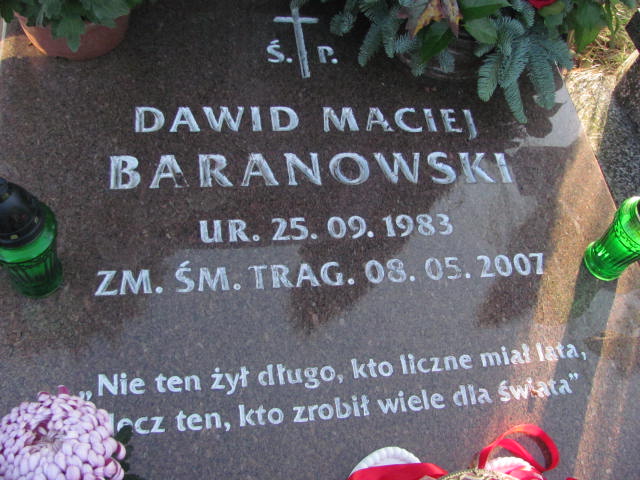 Ś. P.
DAWID MACIEJ
BARANOWSKI
UR. 25. 09. 1983
ZM. ŚM. TRAG. 08. 05. 2007
„Nie ten żył długo, kto liczne miał lata,
lecz ten, kto zrobił wiele dla świata”